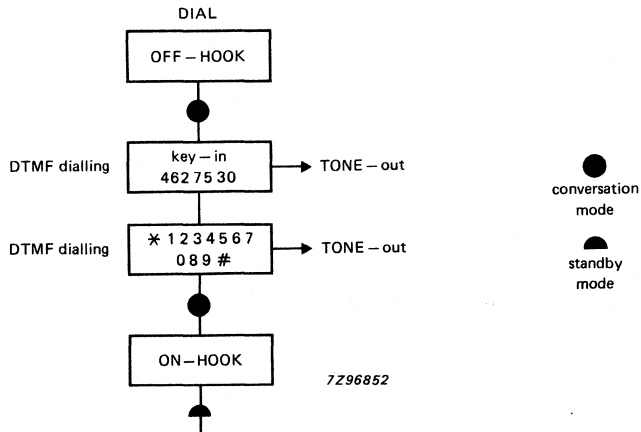 DIAL
OFF – HOOK
DTMF dialling
key – in
462 75 30
TONE – out
DTMF dialling
* 1 2 3 4 5 6 7
0 8 9 #
TONE – out
ON – HOOK
7Z96852
conversation
mode
standby
mode